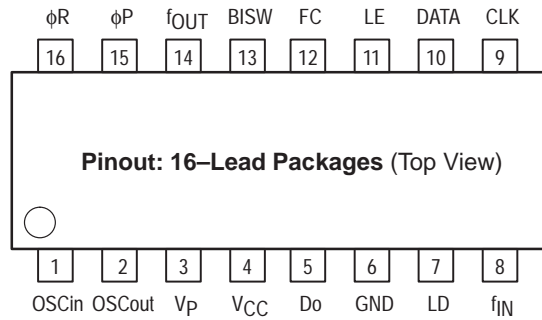 ϕR ϕP fOUT BISW FC LE DATA CLK
16 15 14 13 12 11 10 9
Pinout: 16–Lead Packages (Top View)
1 2 3 4 5 6 7 8
OSCin OSCout VP VCC Do GND LD fIN